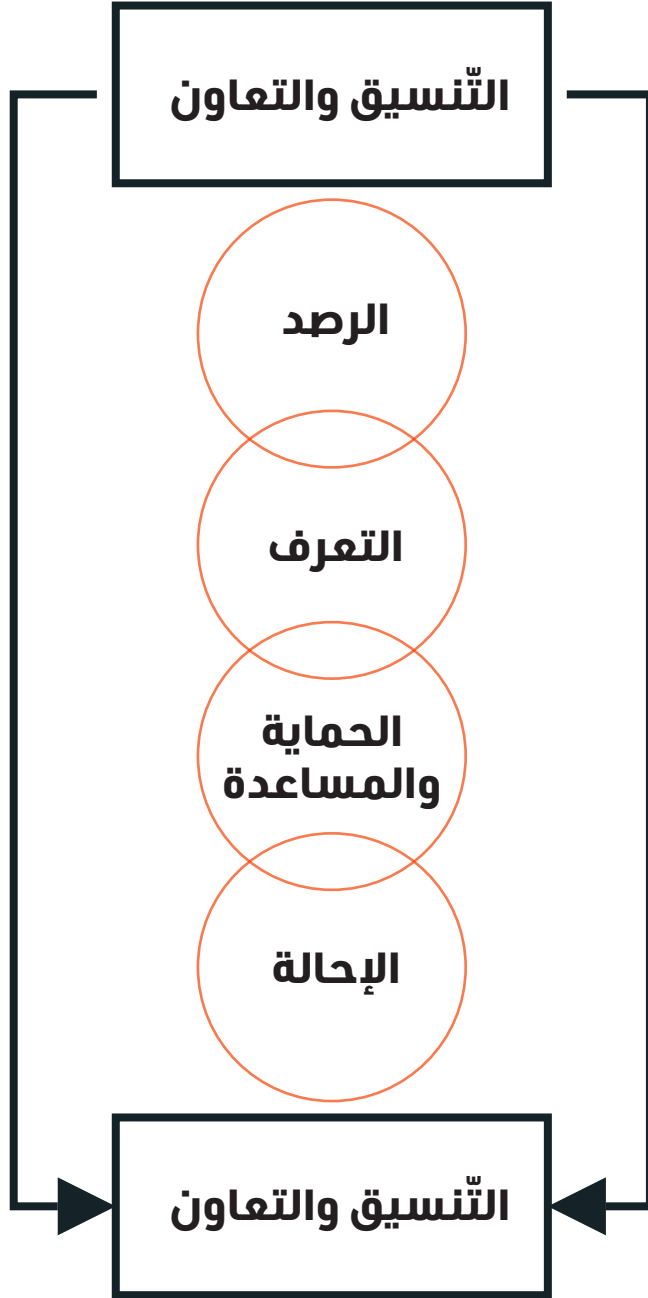 التّنسيق والتعاون
الرصد
التعرف
الحماية
والمساعدة
الإحالة
التّنسيق والتعاون